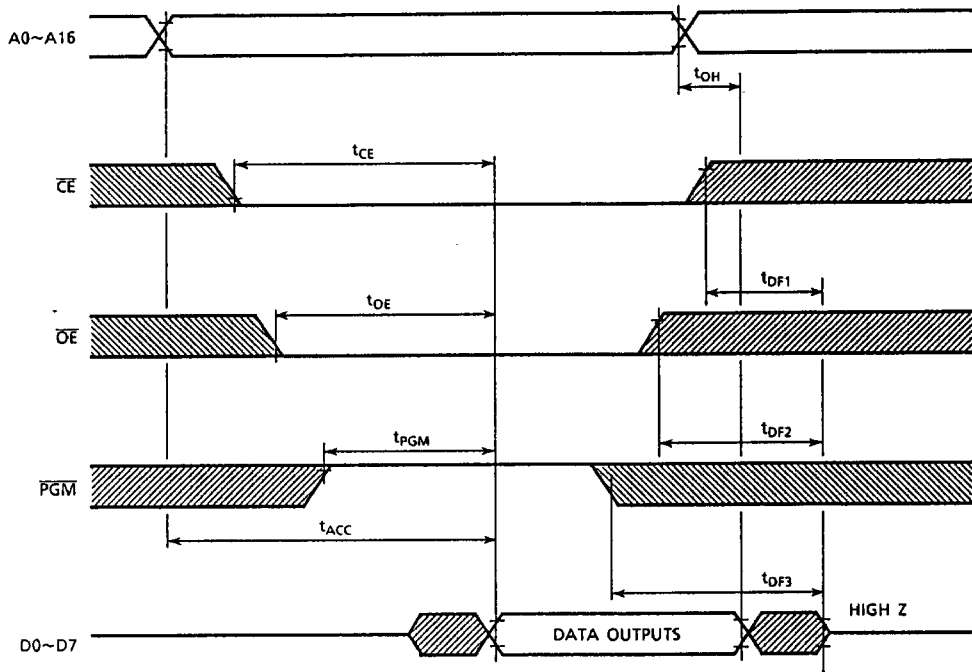 A0~A16
tOH
tCE
CE
tDF1
tOE
OE
tPGM
tDF2
PGM
tACC
tDF3
HIGH Z
D0~D7
DATA OUTPUTS